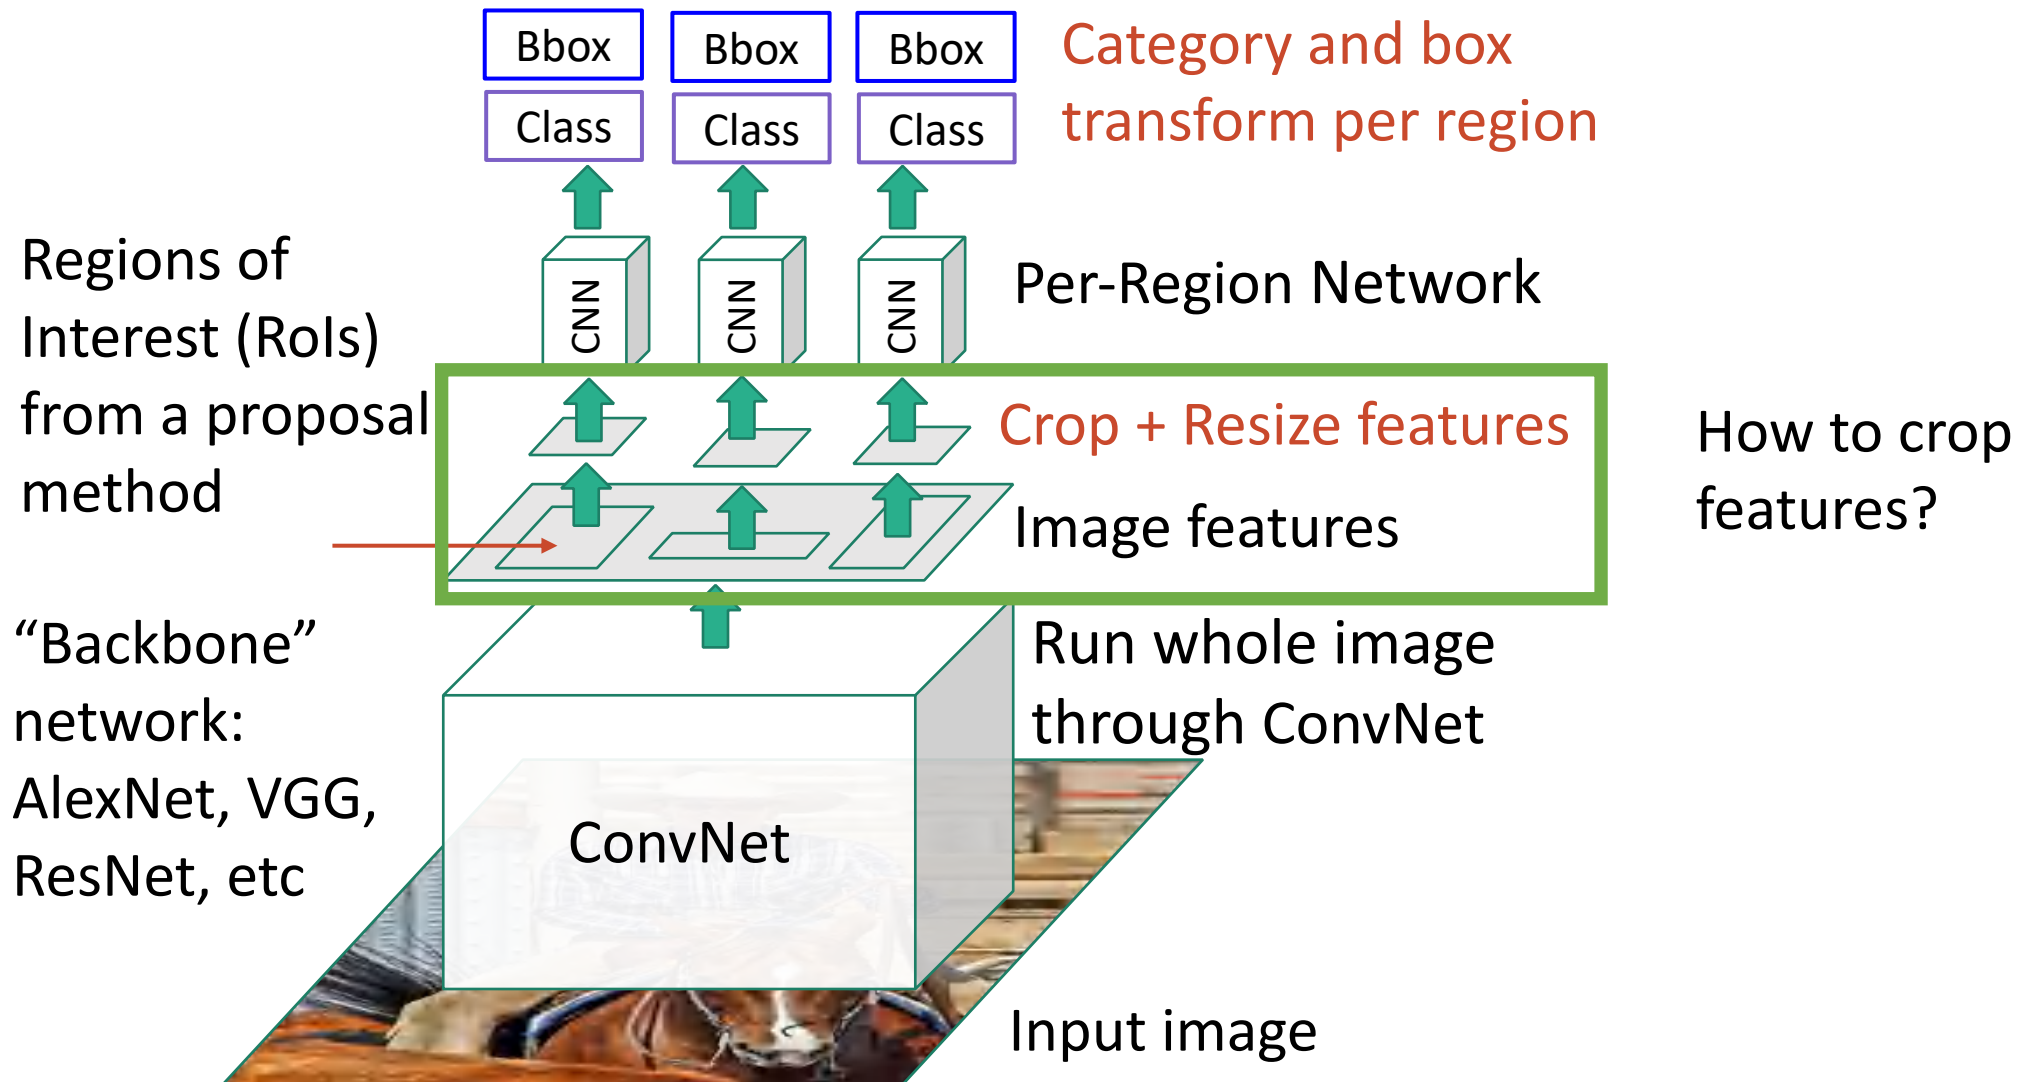 Bbox Bbox Bbox
Class Class Class
Category and box
transform per region
Regions of
Interest (RoIs)
from a proposal
method
CNN CNN CNN
Per-Region Network
Crop + Resize features
Image features
How to crop
features?
“Backbone”
network:
AlexNet, VGG,
ResNet, etc
Run whole image
through ConvNet
ConvNet
Input image